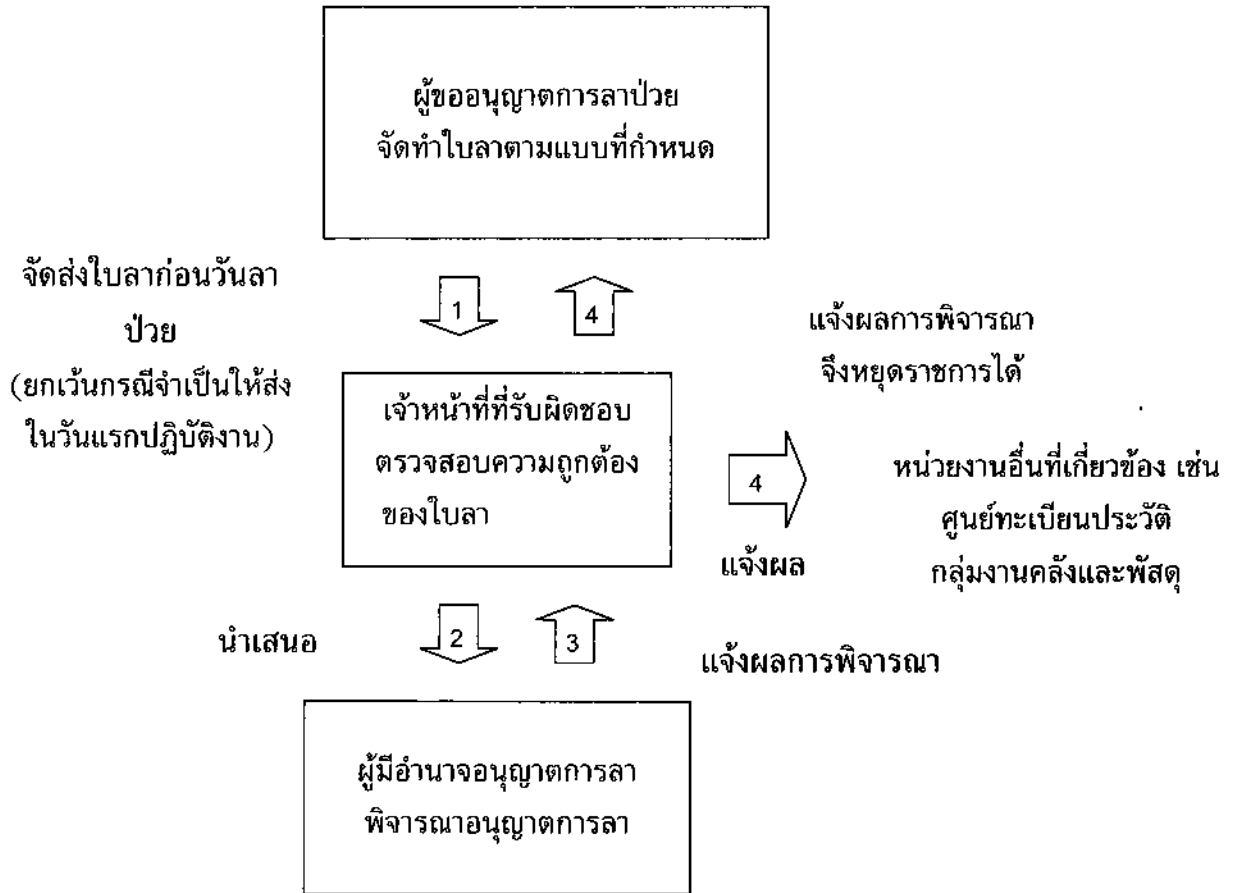 ผู้ขออนุญาตการลาป่วย
จัดทำใบลาตามแบบที่กำหนด
จัดส่งใบลาก่อนวันลา
ป่วย
(ยกเว้นกรณีจำเป็นให้ส่ง
ในวันแรกปฏิบัติงาน)
1
4
แจ้งผลการพิจารณา
จึงหยุดราชการได้
เจ้าหน้าที่ที่รับผิดชอบ
ตรวจสอบความถูกต้อง
ของใบลา
4
แจ้งผล
หน่วยงานอื่นที่เกี่ยวข้อง เช่น
ศูนย์ทะเบียนประวัติ
กลุ่มงานคลังและพัสดุ
นำเสนอ
2
3
แจ้งผลการพิจารณา
ผู้มีอำนาจอนุญาตการลา
พิจารณาอนุญาตการลา